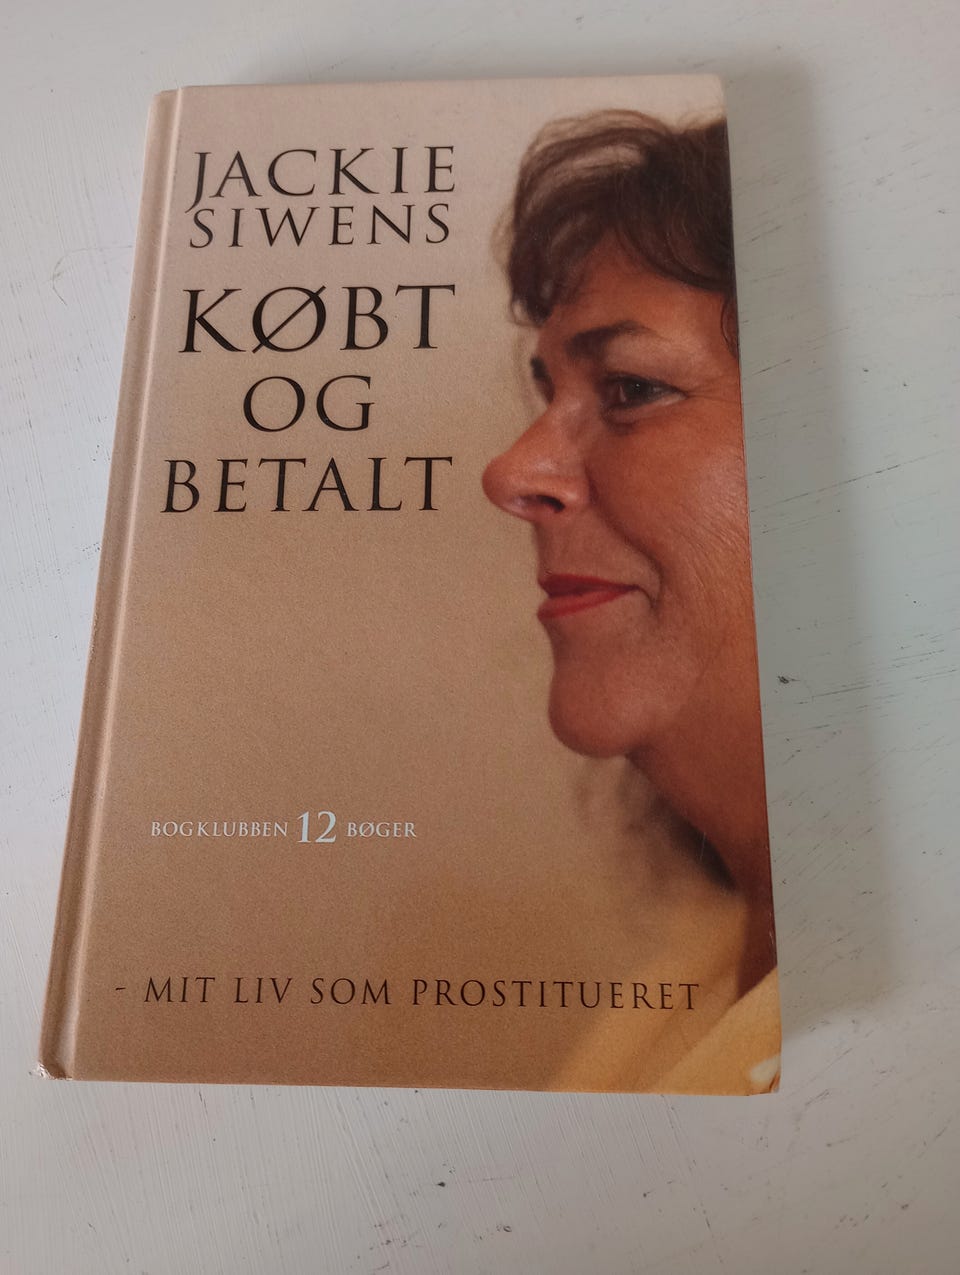 JACKIE
SIWENS
KØBT
OG
BETALT
BOGKLUBBEN 12 BØGER
- MIT LIV SOM PROSTITUERET